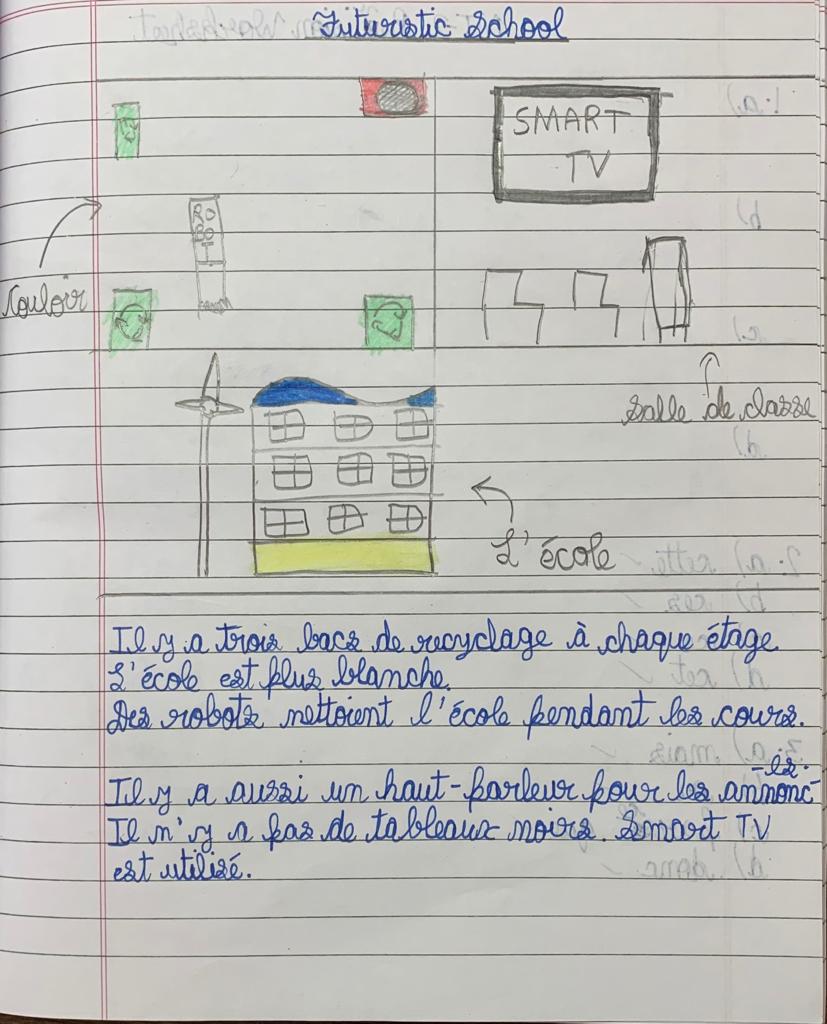 Futuristic School
SMART
TV
RO
BO
T
Couloir
Salle de classe
L'école
Il y a trois bacs de recyclage à chaque étage.
L'école est plus blanche.
Des robots nettoient l'école pendant les cours.
Il y a aussi un haut-parleur pour les annonc-
-es.
Il n'y a pas de tableaux noirs. Smart TV
est utilisé.